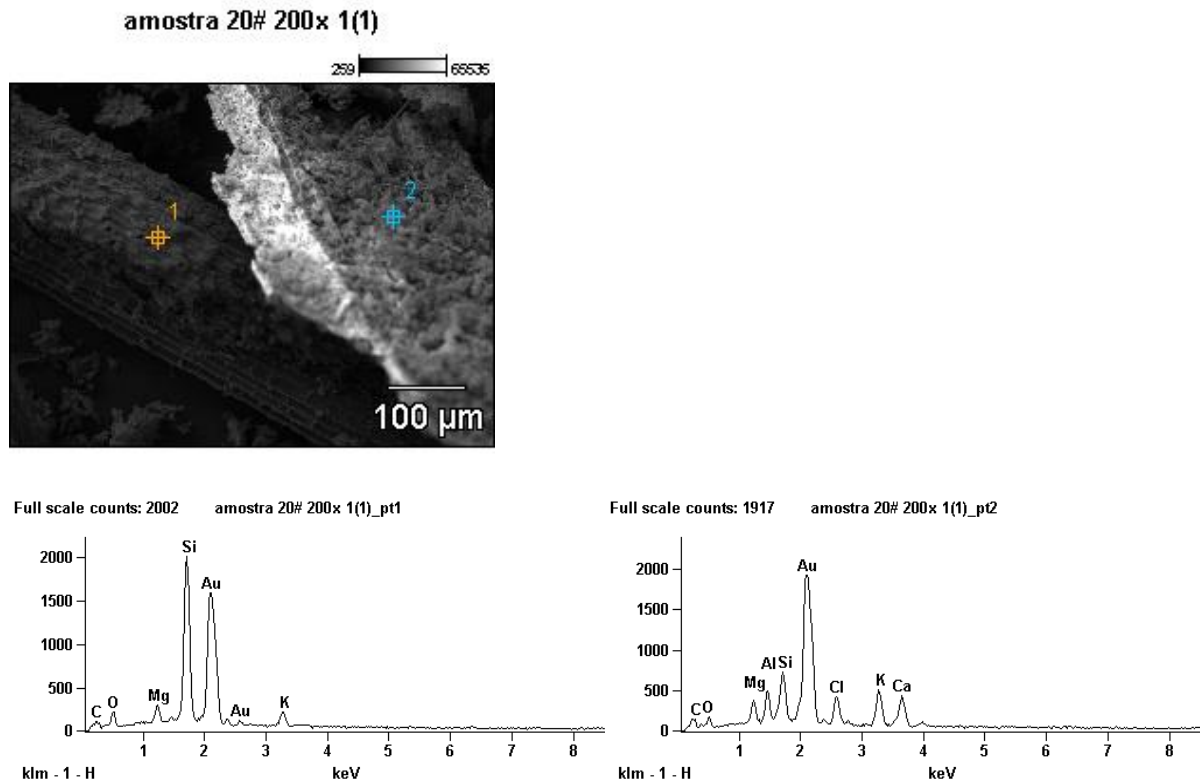 amostra 20# 200x 1(1)
259 65535
1
2
100 µm
Full scale counts: 2002 amostra 20# 200x 1(1)_pt1
2000
1500
1000
500
0
Si
Au
Mg
C
O
Au
K
1 2 3 4 5 6 7 8
klm - 1 - H keV
Full scale counts: 1917 amostra 20# 200x 1(1)_pt2
2000
1500
1000
500
0
Au
Al
Si
Mg
Cl
K
Ca
C
O
1 2 3 4 5 6 7 8
klm - 1 - H keV